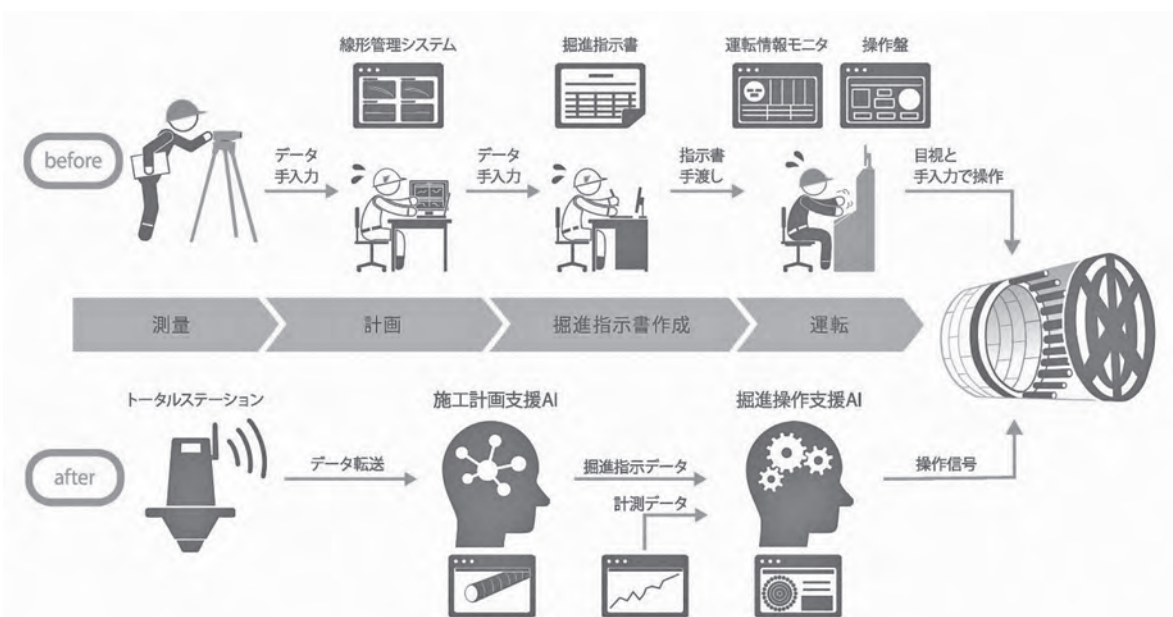 線形管理システム
掘進指示書
運転情報モニタ
操作盤
before
データ
手入力
データ
手入力
指示書
手渡し
目視と
手入力で操作
測量
計画
掘進指示書作成
運転
トータルステーション
施工計画支援AI
掘進操作支援AI
after
データ転送
掘進指示データ
計測データ
操作信号